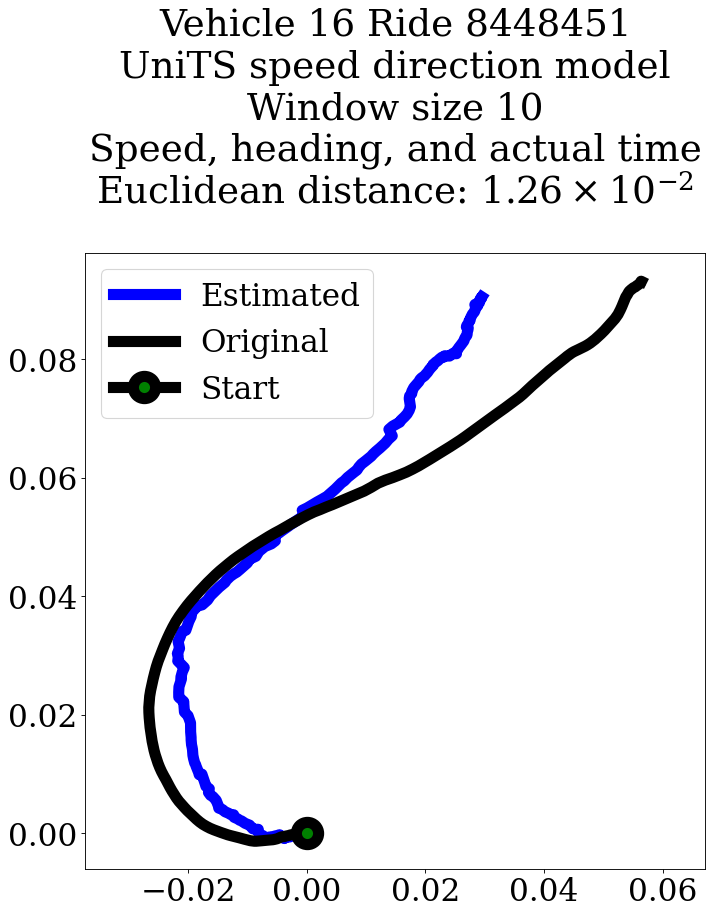 Vehicle 16 Ride 8448451
UniTS speed direction model
Window size 10
Speed, heading, and actual time
Euclidean distance: 1.26 × 10⁻²
Estimated
Original
Start
0.08
0.06
0.04
0.02
0.00
−0.02 0.00 0.02 0.04 0.06